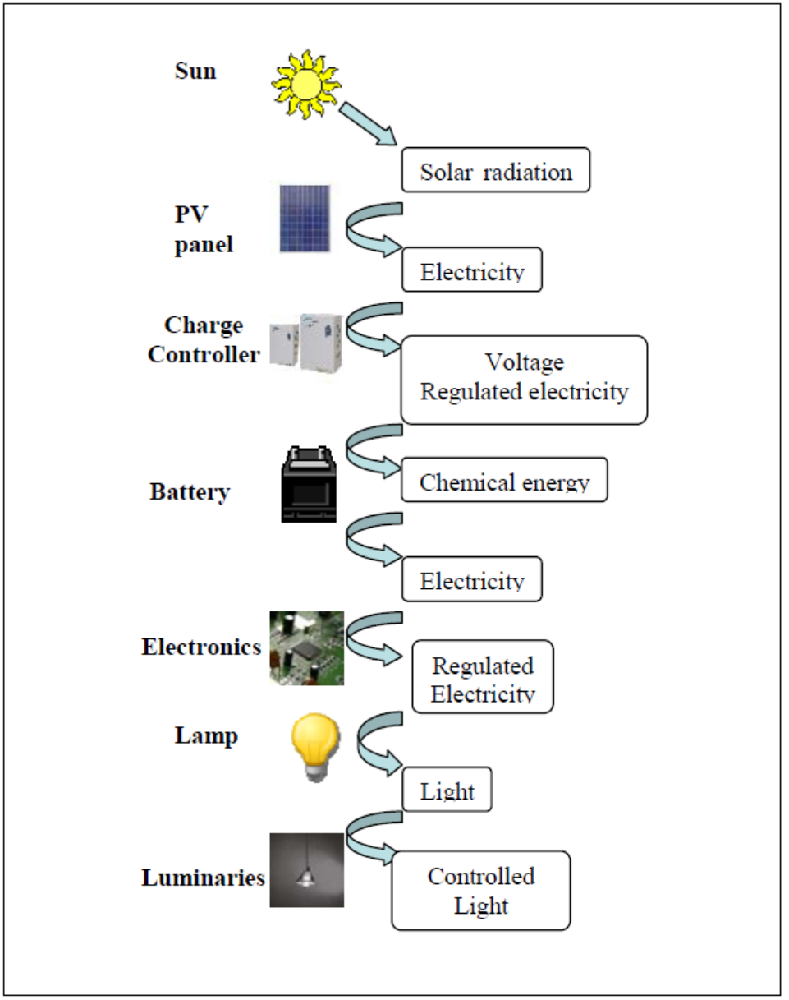 Sun
Solar radiation
PV
panel
Electricity
Charge
Controller
Voltage
Regulated electricity
Battery
Chemical energy
Electricity
Electronics
Regulated
Electricity
Lamp
Light
Luminaries
Controlled
Light